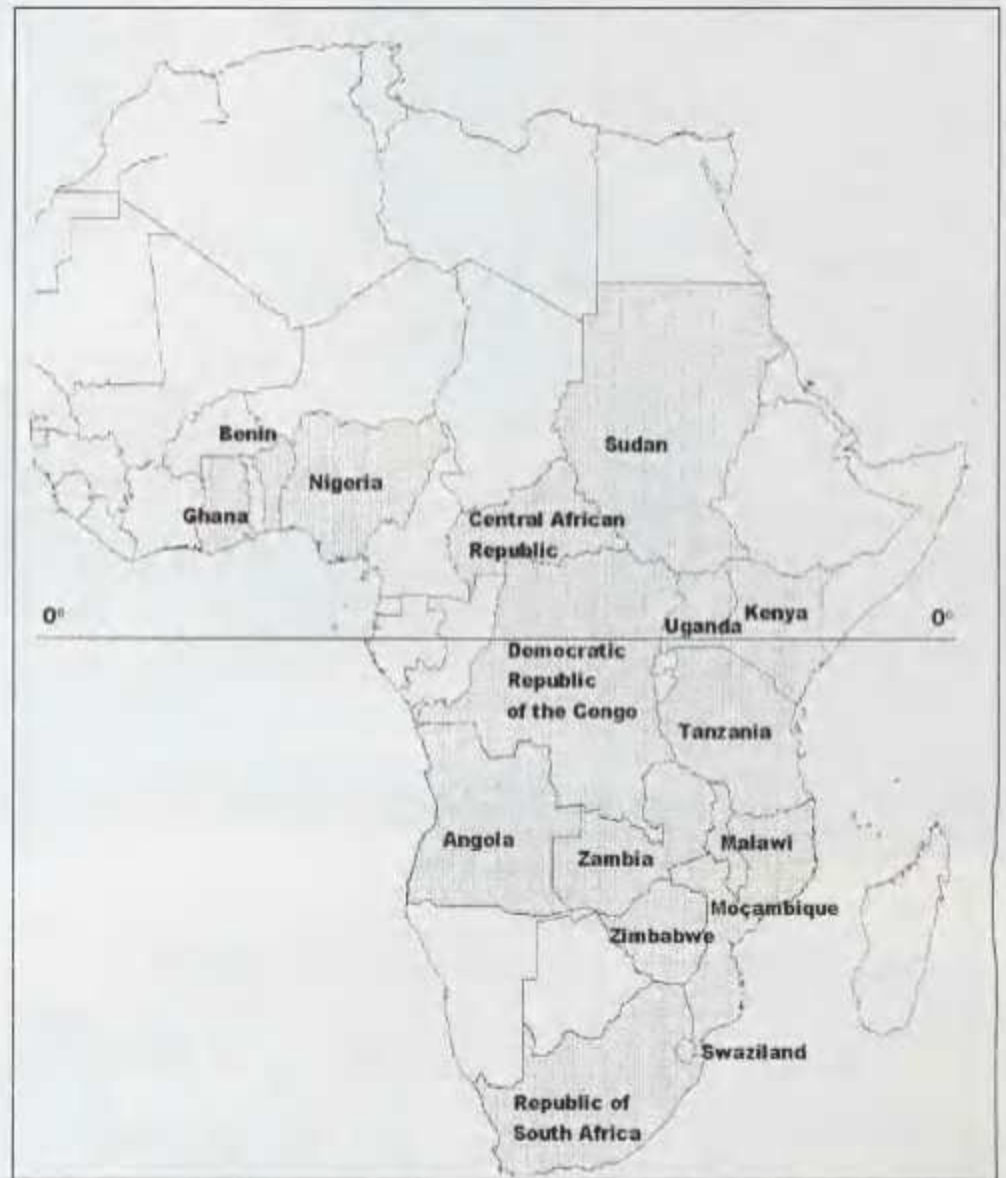 Benin
Sudan
Nigeria
Ghana
Central African
Republic
0°
0°
Uganda
Kenya
Democratic
Republic
of the Congo
Tanzania
Angola
Malawi
Zambia
Moçambique
Zimbabwe
Swaziland
Republic of
South Africa